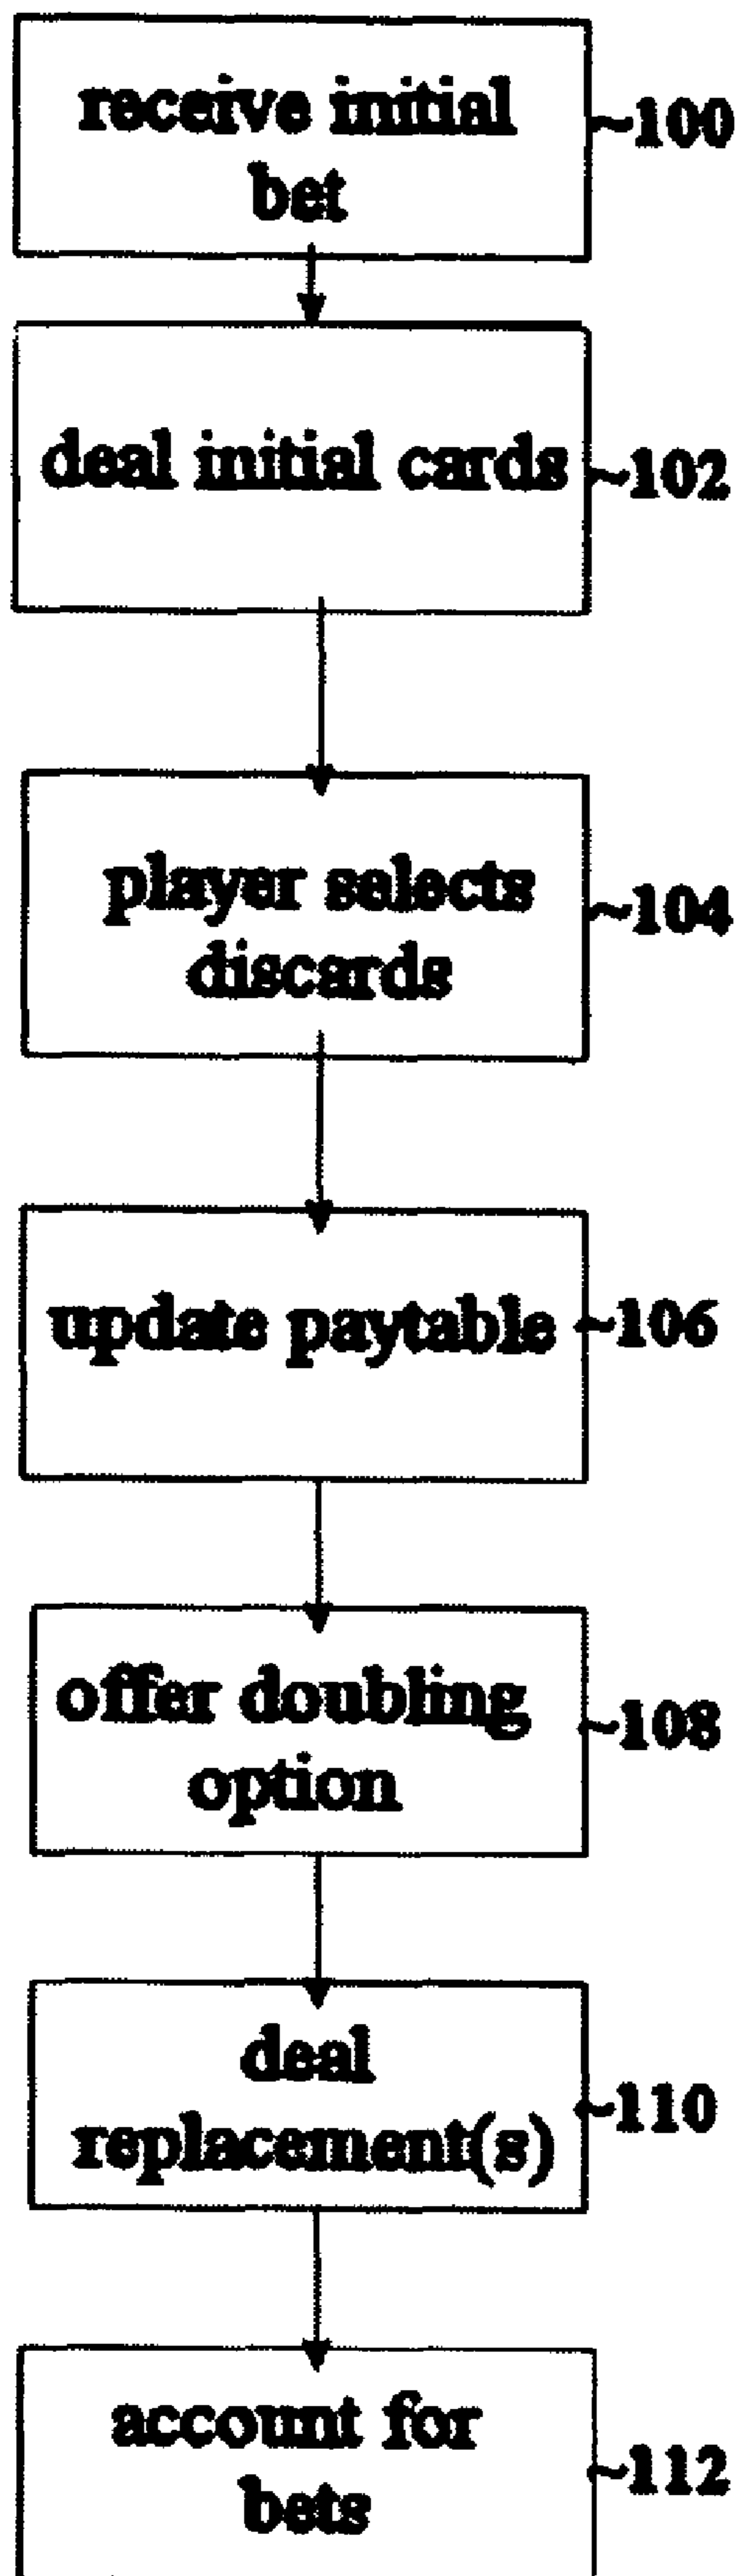 receive initial
bet
~100
deal initial cards
~102
player selects
discards
~104
update paytable
~106
offer doubling
option
~108
deal
replacement(s)
~110
account for
bets
~112